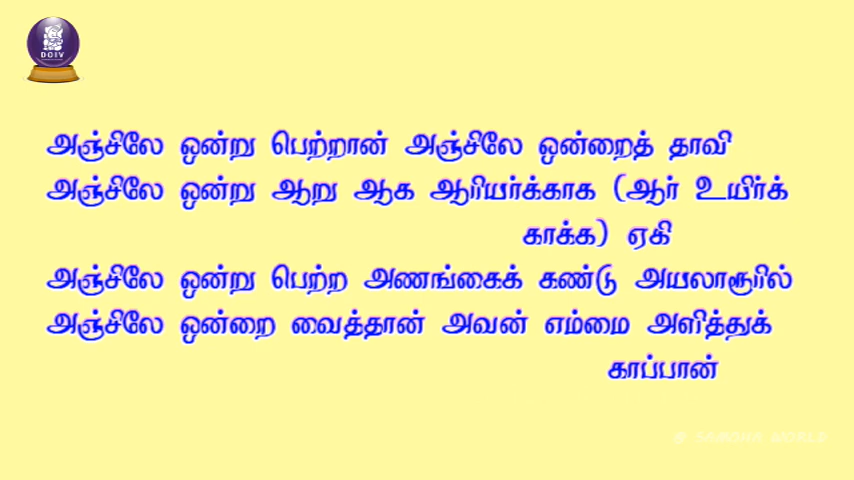 DGIV
அஞ்சிலே ஒன்று பெற்றான் அஞ்சிலே ஒன்றைத் தாவி
அஞ்சிலே ஒன்று ஆறு ஆக ஆரியர்க்காக (ஆர் உயிர்க்
காக்க) ஏகி
அஞ்சிலே ஒன்று பெற்ற அணங்கைக் கண்டு அயலாரூரில்
அஞ்சிலே ஒன்றை வைத்தான் அவன் எம்மை அளித்துக்
காப்பான்